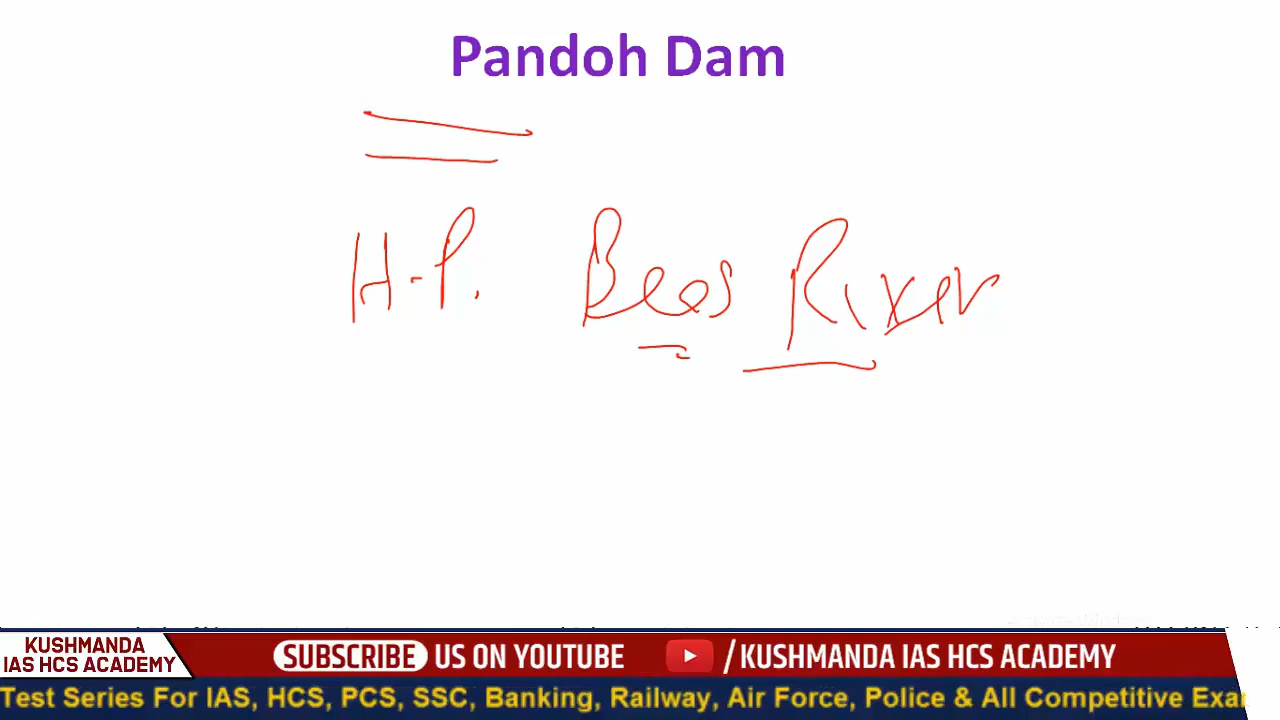 Pandoh Dam
H.P. Beas River
KUSHMANDA
IAS HCS ACADEMY
SUBSCRIBE US ON YOUTUBE /KUSHMANDA IAS HCS ACADEMY
Test Series For IAS, HCS, PCS, SSC, Banking, Railway, Air Force, Police & All Competitive Exa